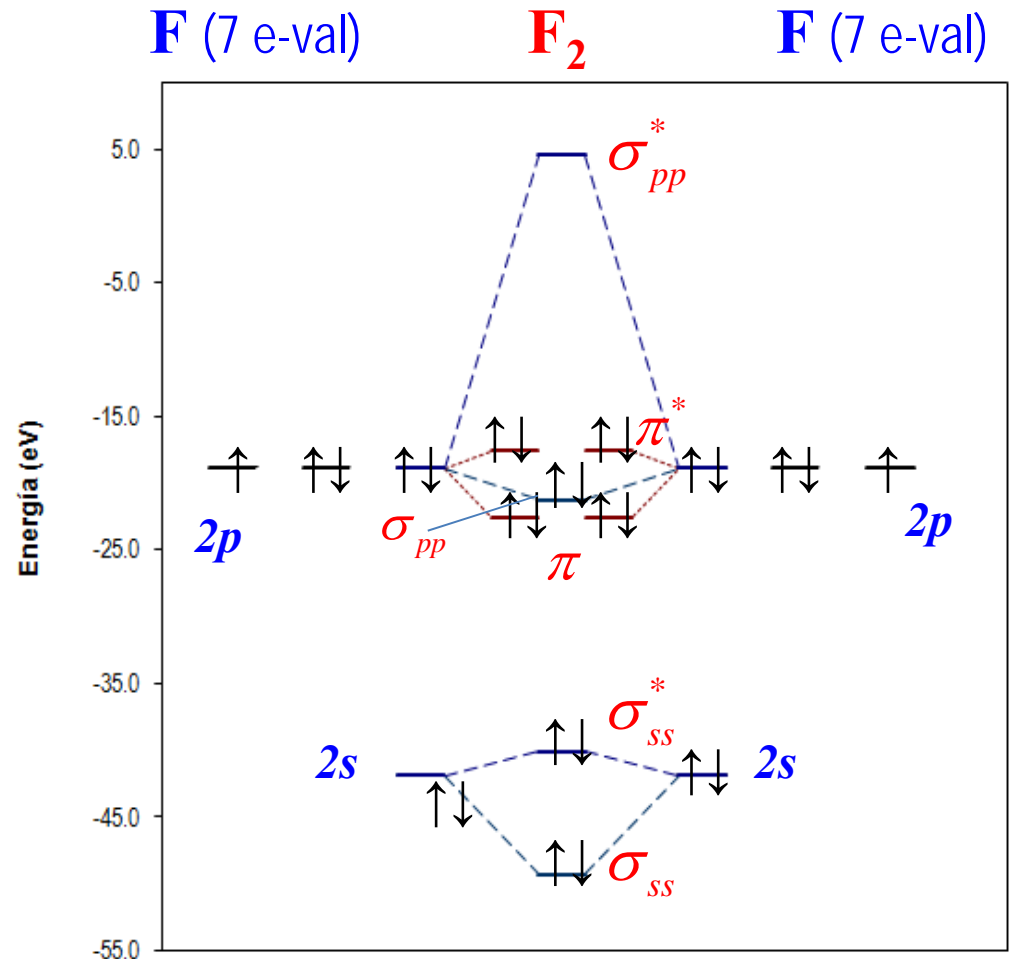 F (7 e-val) F₂ F (7 e-val)
5.0
σ*pp
-5.0
-15.0
π*
Energía (eV)
2p
σpp
2p
-25.0
π
-35.0
σ*ss
2s
2s
-45.0
σss
-55.0